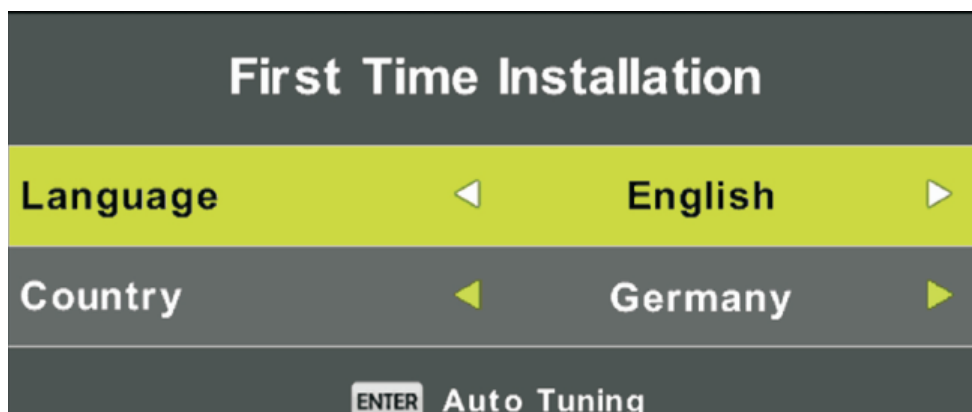 First Time Installation
Language English
Country Germany
ENTER Auto Tuning